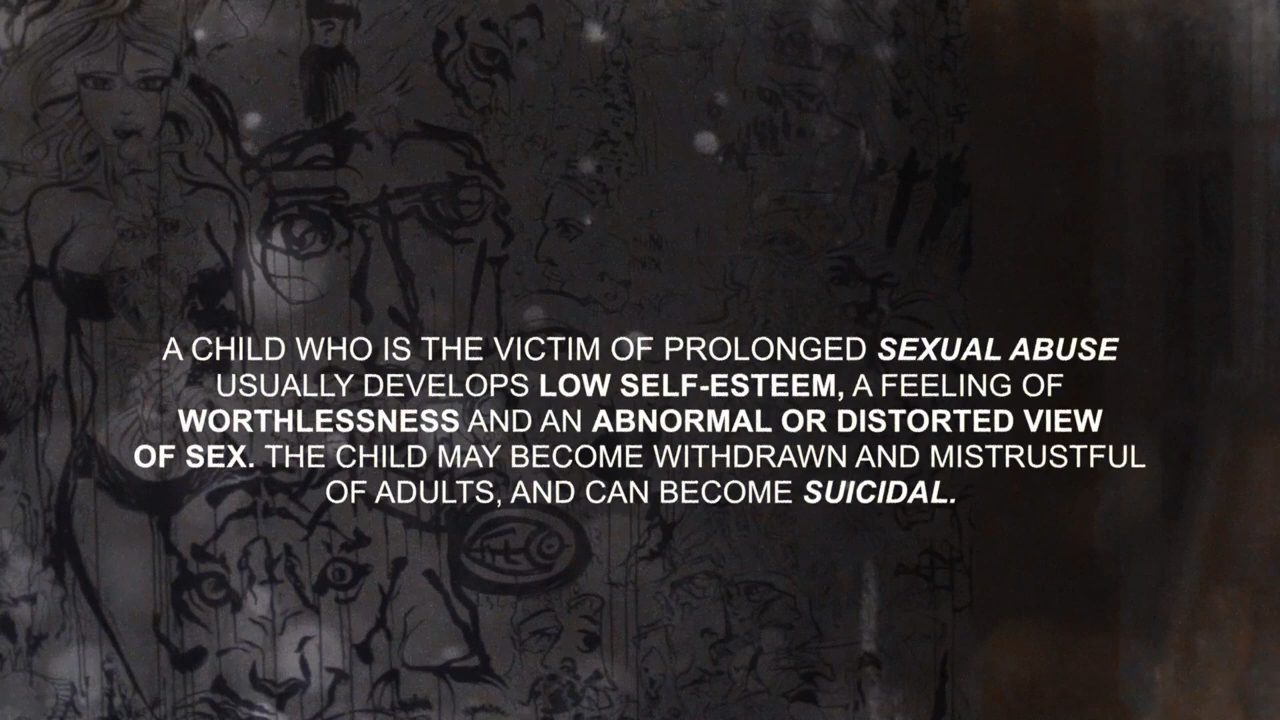 A CHILD WHO IS THE VICTIM OF PROLONGED SEXUAL ABUSE
USUALLY DEVELOPS LOW SELF-ESTEEM, A FEELING OF
WORTHLESSNESS AND AN ABNORMAL OR DISTORTED VIEW
OF SEX. THE CHILD MAY BECOME WITHDRAWN AND MISTRUSTFUL
OF ADULTS, AND CAN BECOME SUICIDAL.